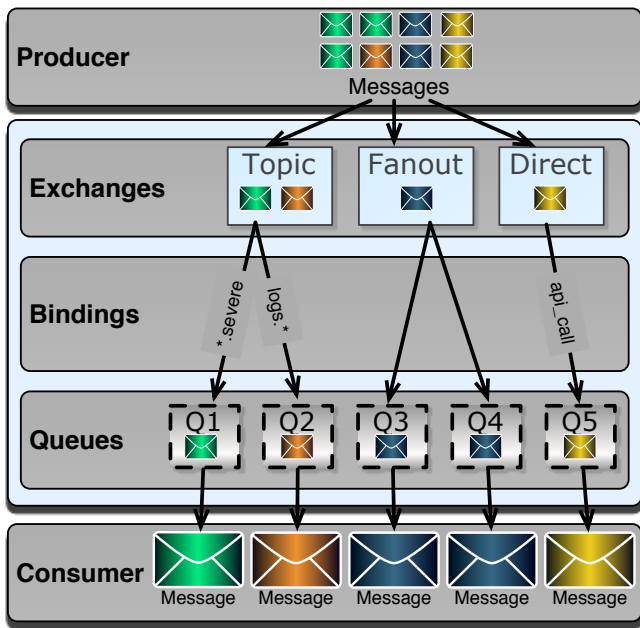 Producer
Messages
Exchanges
Topic
Fanout
Direct
Bindings
*.severe
logs.*
api_call
Queues
Q1
Q2
Q3
Q4
Q5
Consumer
Message
Message
Message
Message
Message